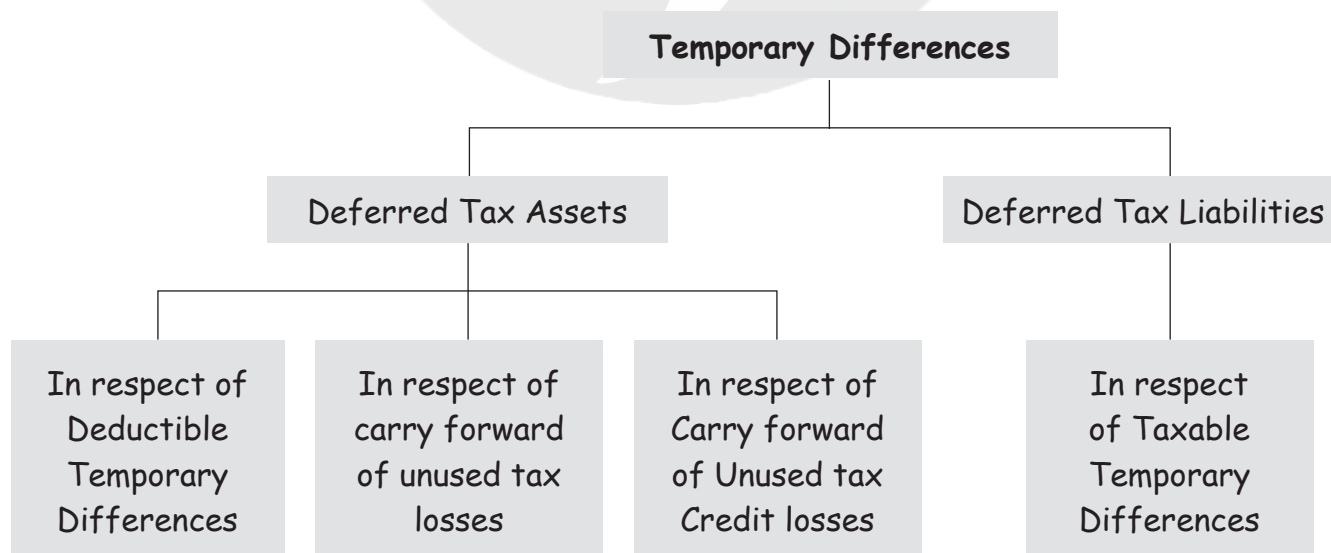 Temporary Differences
Deferred Tax Assets
Deferred Tax Liabilities
In respect of
Deductible
Temporary
Differences
In respect of
carry forward
of unused tax
losses
In respect of
Carry forward
of Unused tax
Credit losses
In respect
of Taxable
Temporary
Differences